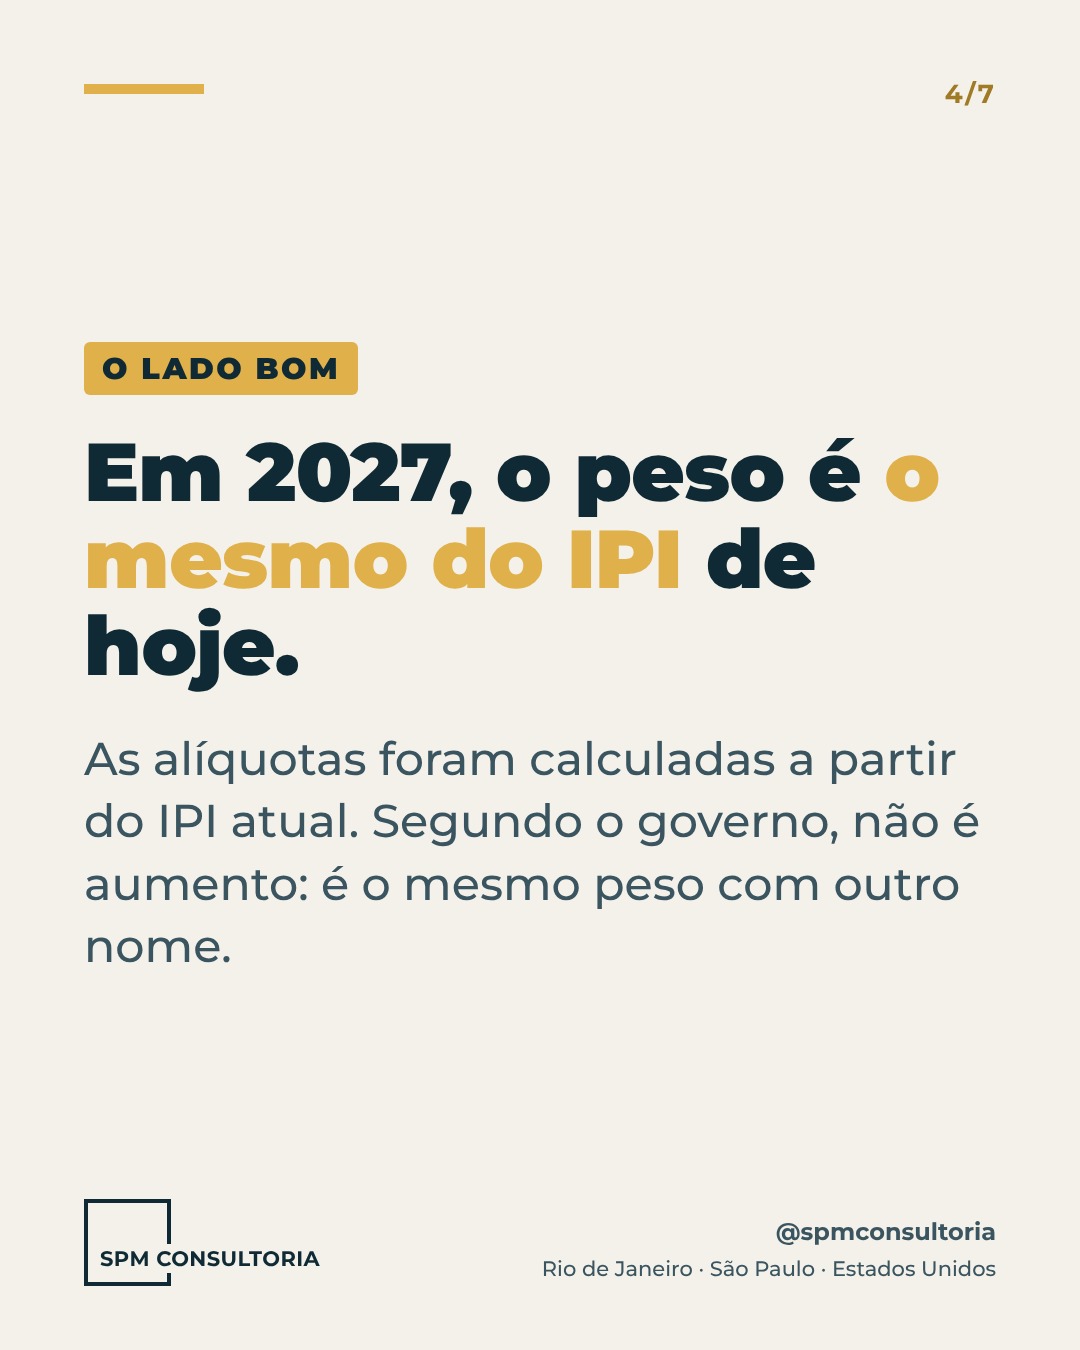 4/7
O LADO BOM
Em 2027, o peso é o
mesmo do IPI de
hoje.
As alíquotas foram calculadas a partir
do IPI atual. Segundo o governo, não é
aumento: é o mesmo peso com outro
nome.
SPM CONSULTORIA
@spmconsultoria
Rio de Janeiro · São Paulo · Estados Unidos